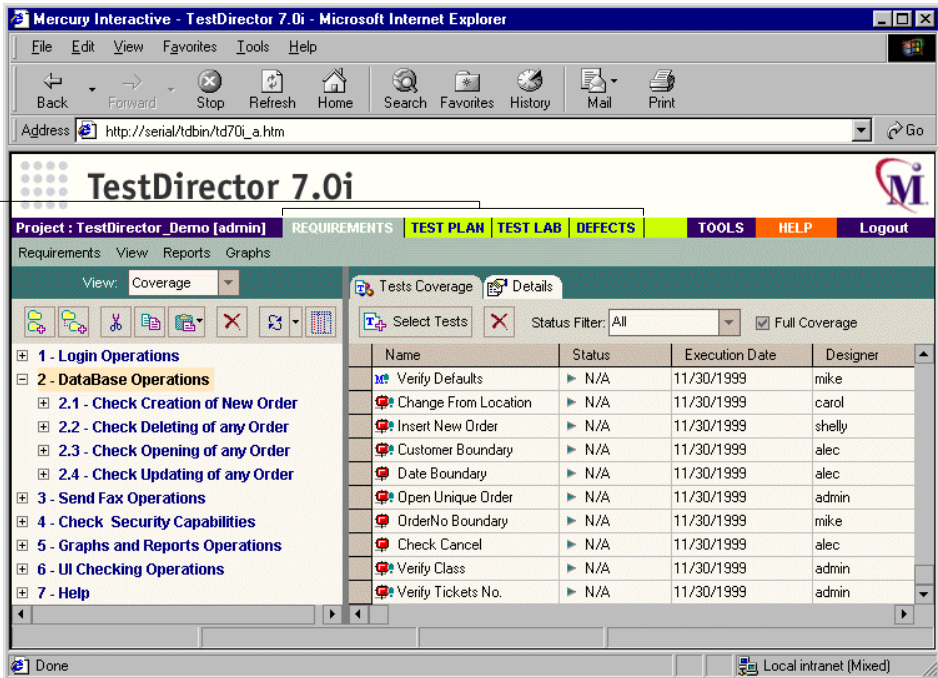 Mercury Interactive - TestDirector 7.0i - Microsoft Internet Explorer
File Edit View Favorites Tools Help
Back Forward Stop Refresh Home Search Favorites History Mail Print
Address http://serial/tdbin/td70i_a.htm Go
TestDirector 7.0i
M
Project : TestDirector_Demo [admin] REQUIREMENTS TEST PLAN TEST LAB DEFECTS TOOLS HELP Logout
Requirements View Reports Graphs
View: Coverage
Tests Coverage Details
Select Tests Status Filter: All Full Coverage
1 - Login Operations
2 - DataBase Operations
2.1 - Check Creation of New Order
2.2 - Check Deleting of any Order
2.3 - Check Opening of any Order
2.4 - Check Updating of any Order
3 - Send Fax Operations
4 - Check Security Capabilities
5 - Graphs and Reports Operations
6 - UI Checking Operations
7 - Help
Name Status Execution Date Designer
Verify Defaults N/A 11/30/1999 mike
Change From Location N/A 11/30/1999 carol
Insert New Order N/A 11/30/1999 shelly
Customer Boundary N/A 11/30/1999 alec
Date Boundary N/A 11/30/1999 alec
Open Unique Order N/A 11/30/1999 admin
OrderNo Boundary N/A 11/30/1999 mike
Check Cancel N/A 11/30/1999 alec
Verify Class N/A 11/30/1999 admin
Verify Tickets No. N/A 11/30/1999 admin
Done Local intranet (Mixed)